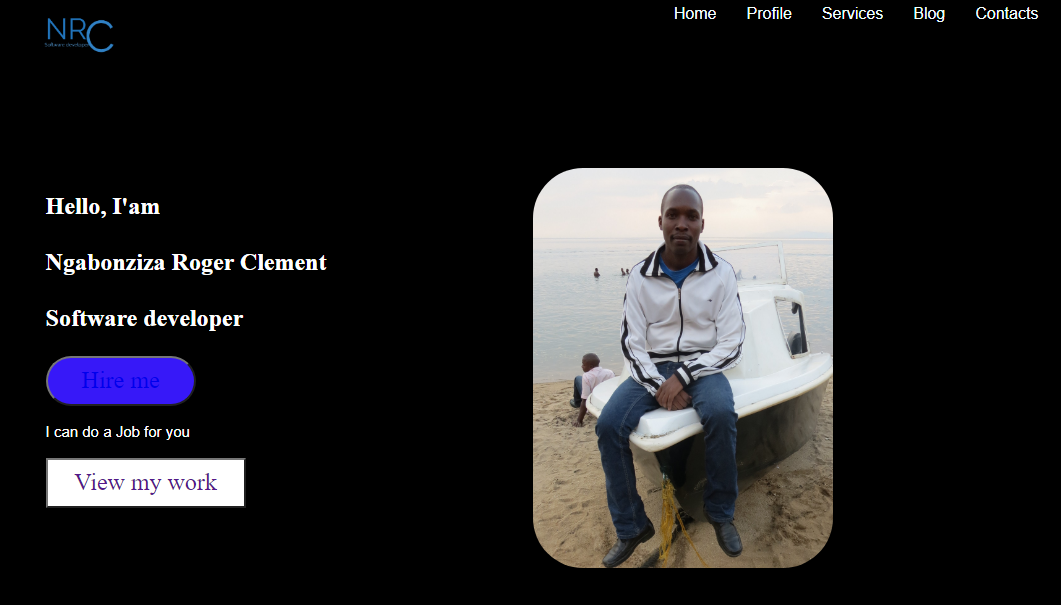 NRC
Software developer
Home Profile Services Blog Contacts
Hello, I'am
Ngabonziza Roger Clement
Software developer
Hire me
I can do a Job for you
View my work